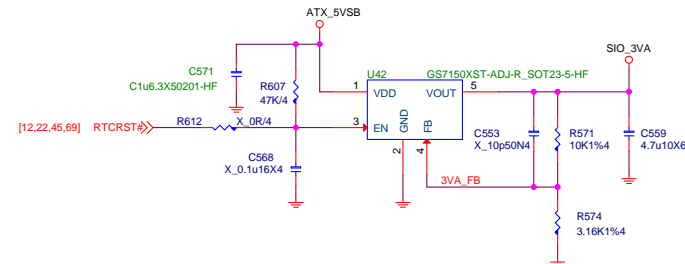 ATX_5VSB
SIO_3VA
C571
C1u6.3X50201-HF
R607
47K/4
U42
GS7150XST-ADJ-R_SOT23-5-HF
1
VDD
VOUT
5
[12,22,45,69]
RTCRST#
R612
X_0R/4
3
EN
GND
FB
2
4
C568
X_0.1u16X4
C553
X_10p50N4
R571
10K1%4
C559
4.7u10X6
3VA_FB
R574
3.16K1%4